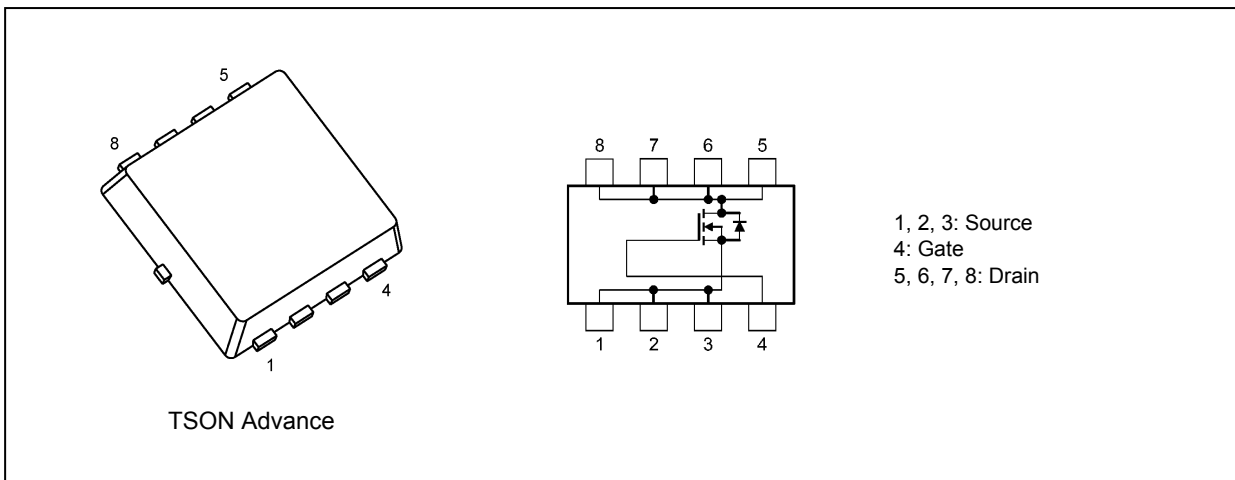 5
8
4
1
TSON Advance
8 7 6 5
1 2 3 4
1, 2, 3: Source
4: Gate
5, 6, 7, 8: Drain